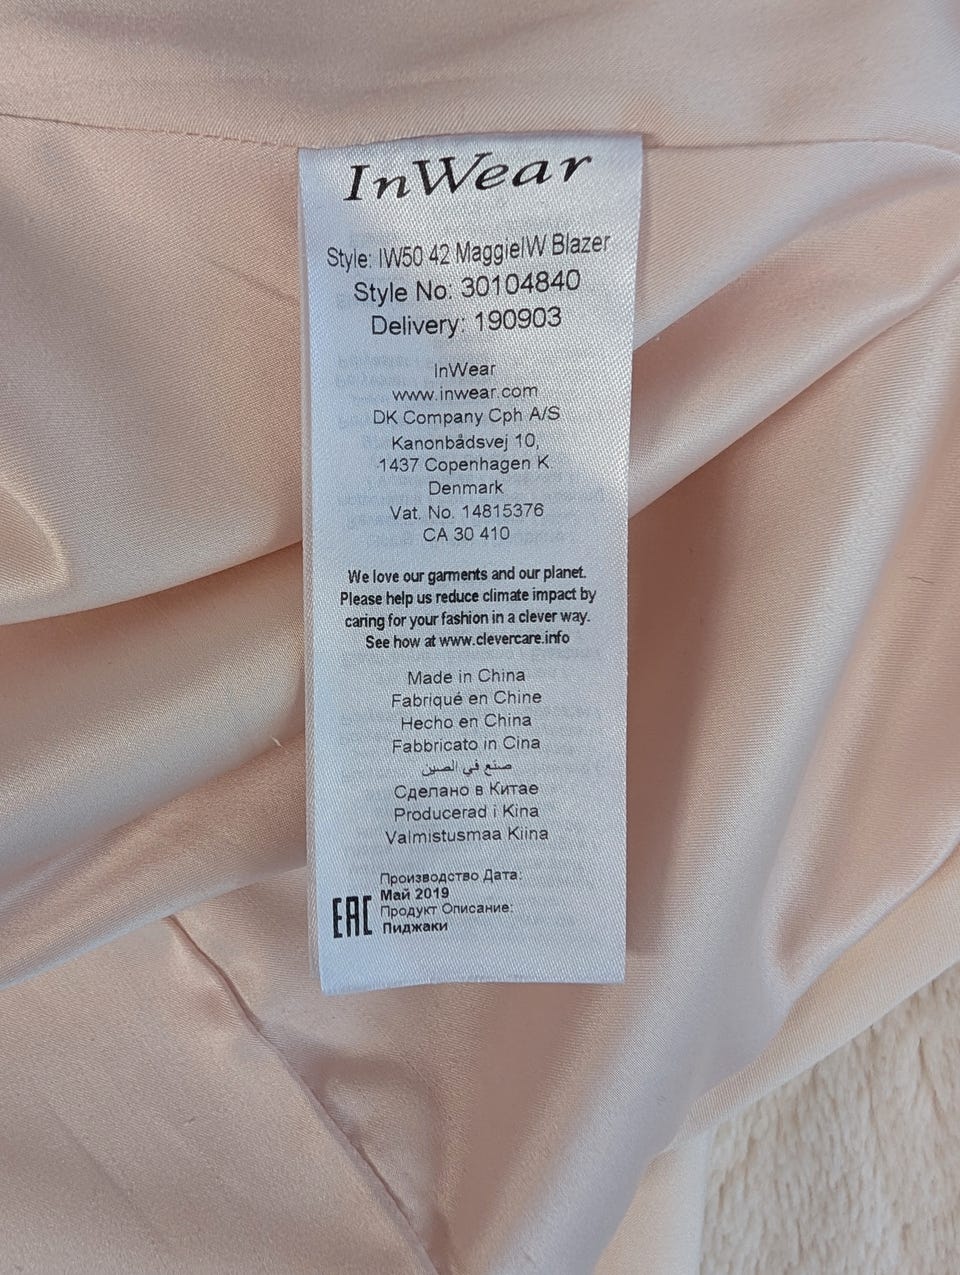 InWear
Style: IW50 42 MaggieIW Blazer
Style No: 30104840
Delivery: 190903
InWear
www.inwear.com
DK Company Cph A/S
Kanonbådsvej 10,
1437 Copenhagen K
Denmark
Vat. No. 14815376
CA 30 410
We love our garments and our planet.
Please help us reduce climate impact by
caring for your fashion in a clever way.
See how at www.clevercare.info
Made in China
Fabriqué en Chine
Hecho en China
Fabbricato in Cina
صنع في الصين
Сделано в Китае
Producerad i Kina
Valmistusmaa Kiina
Производство Дата:
Май 2019
EAC
Продукт Описание:
Пиджаки